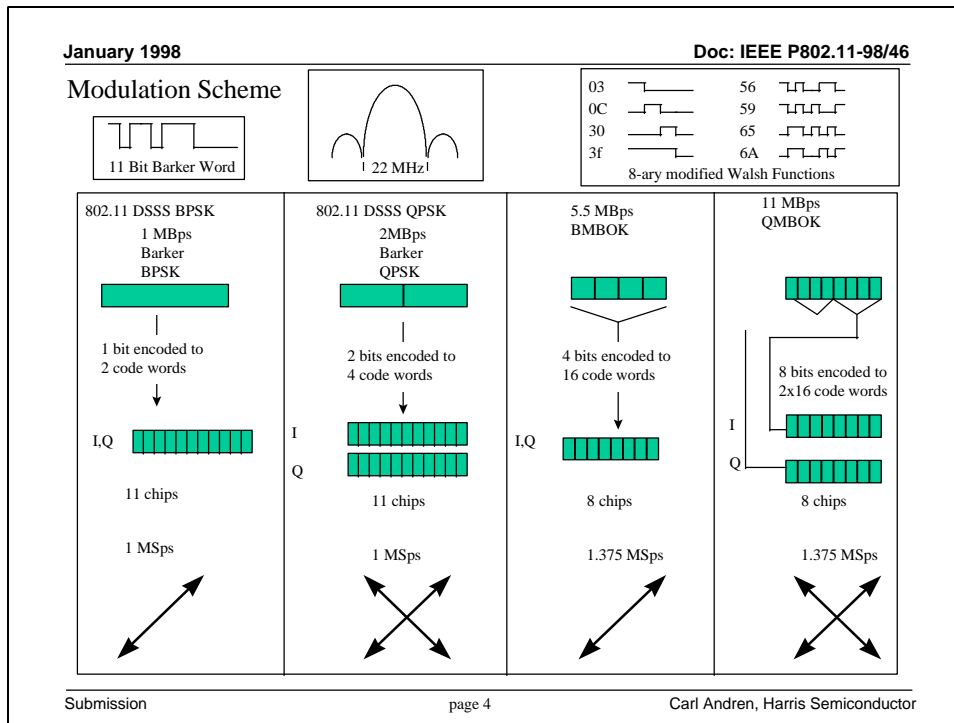 January 1998
Doc: IEEE P802.11-98/46
Modulation Scheme
11 Bit Barker Word
22 MHz
03
56
0C
59
30
65
3f
6A
8-ary modified Walsh Functions
802.11 DSSS BPSK
1 MBps
Barker
BPSK
1 bit encoded to
2 code words
I,Q
11 chips
1 MSps
802.11 DSSS QPSK
2MBps
Barker
QPSK
2 bits encoded to
4 code words
I
Q
11 chips
1 MSps
5.5 MBps
BMBOK
4 bits encoded to
16 code words
I,Q
8 chips
1.375 MSps
11 MBps
QMBOK
8 bits encoded to
2x16 code words
I
Q
8 chips
1.375 MSps
Submission
page 4
Carl Andren, Harris Semiconductor